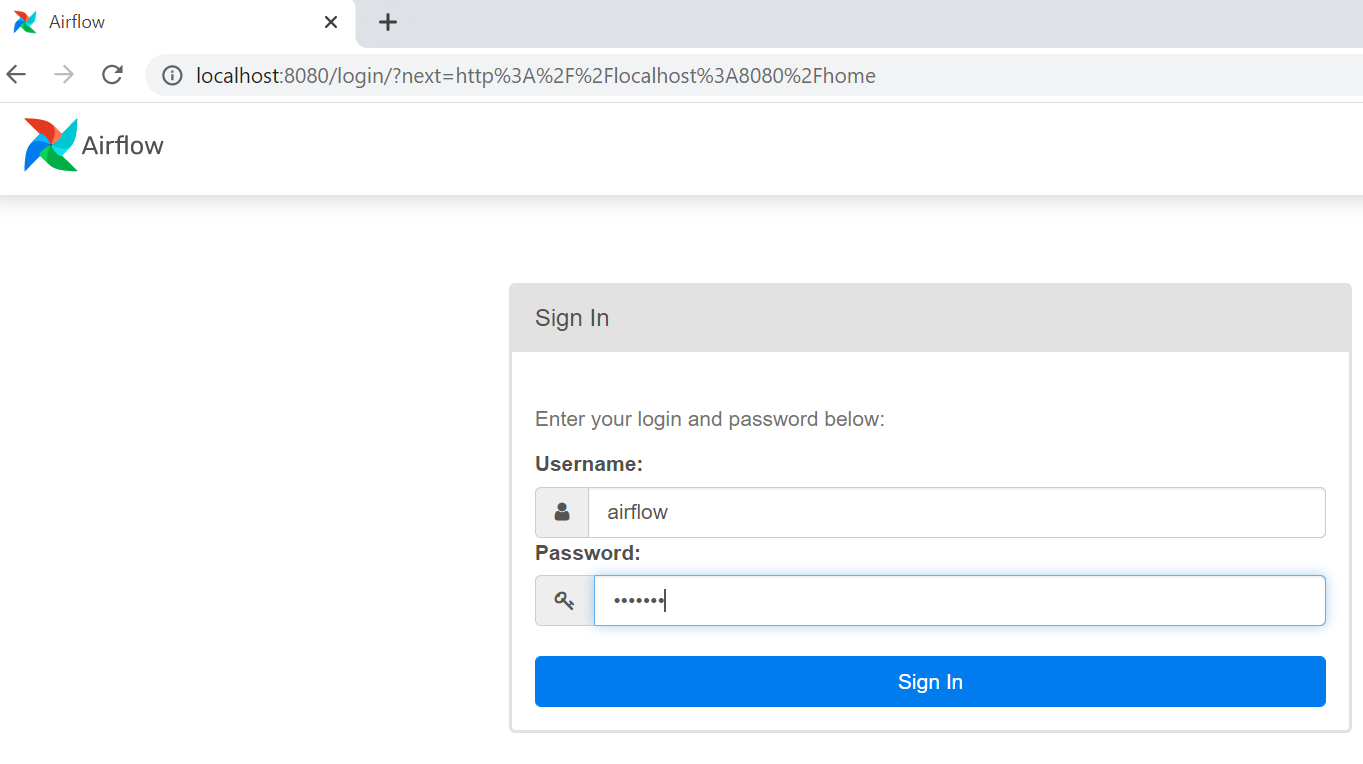 Airflow
localhost:8080/login/?next=http%3A%2F%2Flocalhost%3A8080%2Fhome
Airflow
Sign In
Enter your login and password below:
Username:
airflow
Password:
•••••••
Sign In